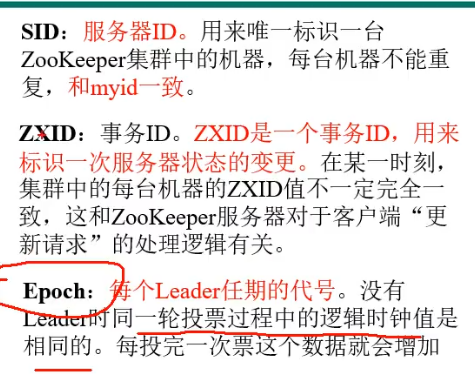 SID：服务器ID。用来唯一标识一台
ZooKeeper集群中的机器，每台机器不能重
复，和myid一致。
ZXID：事务ID。ZXID是一个事务ID，用来
标识一次服务器状态的变更。在某一时刻，
集群中的每台机器的ZXID值不一定完全一
致，这和ZooKeeper服务器对于客户端“更
新请求”的处理逻辑有关。
Epoch：每个Leader任期的代号。没有
Leader时同一轮投票过程中的逻辑时钟值是
相同的。每投完一次票这个数据就会增加